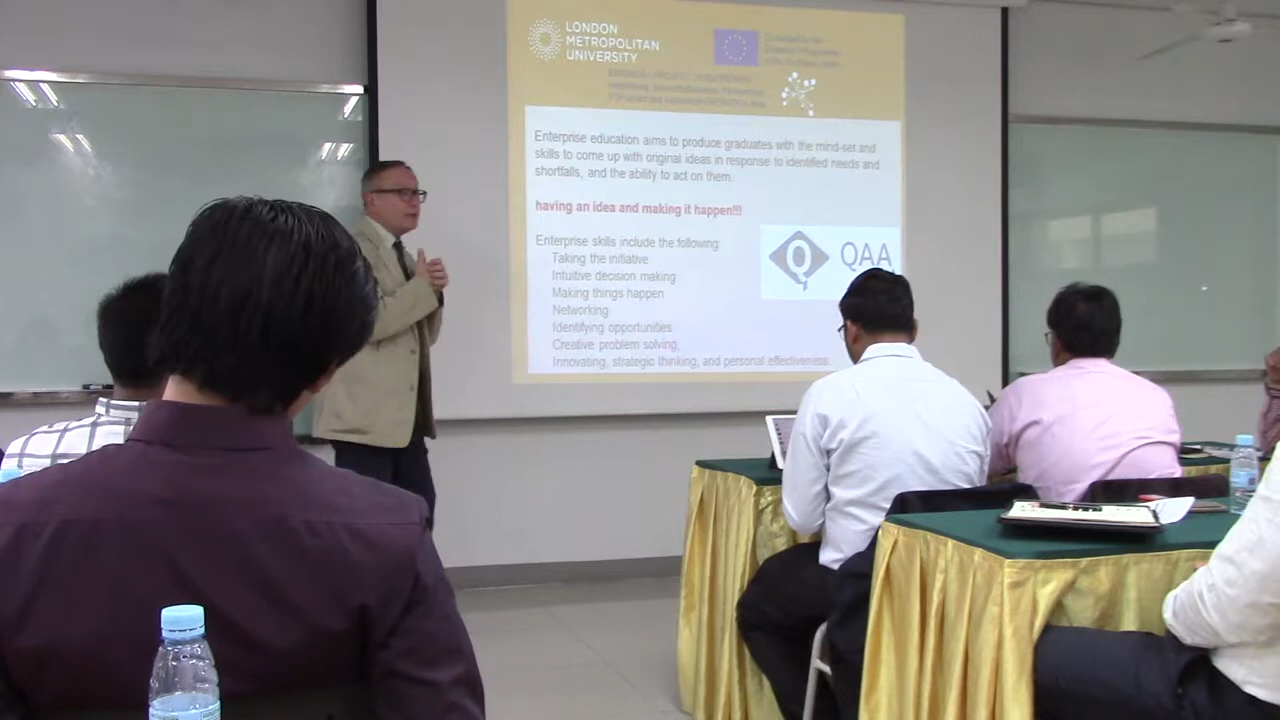 LONDON
METROPOLITAN
UNIVERSITY
Enterprise education aims to produce graduates with the mind-set and
skills to come up with original ideas in response to identified needs and
shortfalls, and the ability to act on them.
having an idea and making it happen!!!
Enterprise skills include the following:
Taking the initiative
Intuitive decision making
Making things happen
Networking
Identifying opportunities
Creative problem solving,
Innovating, strategic thinking, and personal effectiveness.
Q QAA